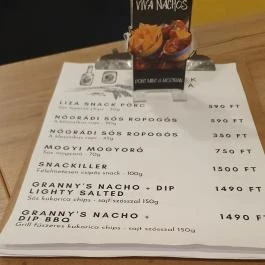 VIVA NACHOS
LIZA SNACK PÖRC 590 FT
NÓGRÁDI SÓS ROPOGÓS 590 FT
NÓGRÁDI SÓS ROPOGÓS 350 FT
MOGYI MOGYORÓ 750 FT
Sós mogyoró - 70g
SNACKILLER 1500 FT
Félelmetesen csípős snack - 100g
GRANNY'S NACHO + DIP 1490 FT
LIGHTY SALTED
Sós kukorica chips - sajt szósszal 150g
GRANNY'S NACHO + 1490 FT
DIP BBQ
Grill fűszeres kukorica chips - sajt szósszal 150g